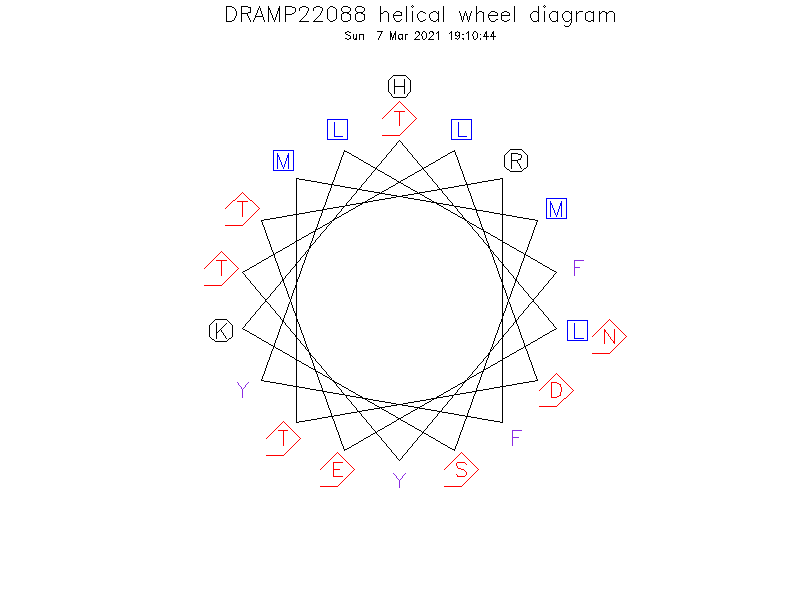 DRAMP22088 helical wheel diagram
Sun 7 Mar 2021 19:10:44
H
T
L L
M R
T M
T F
K L N
Y D
T F
E S
Y